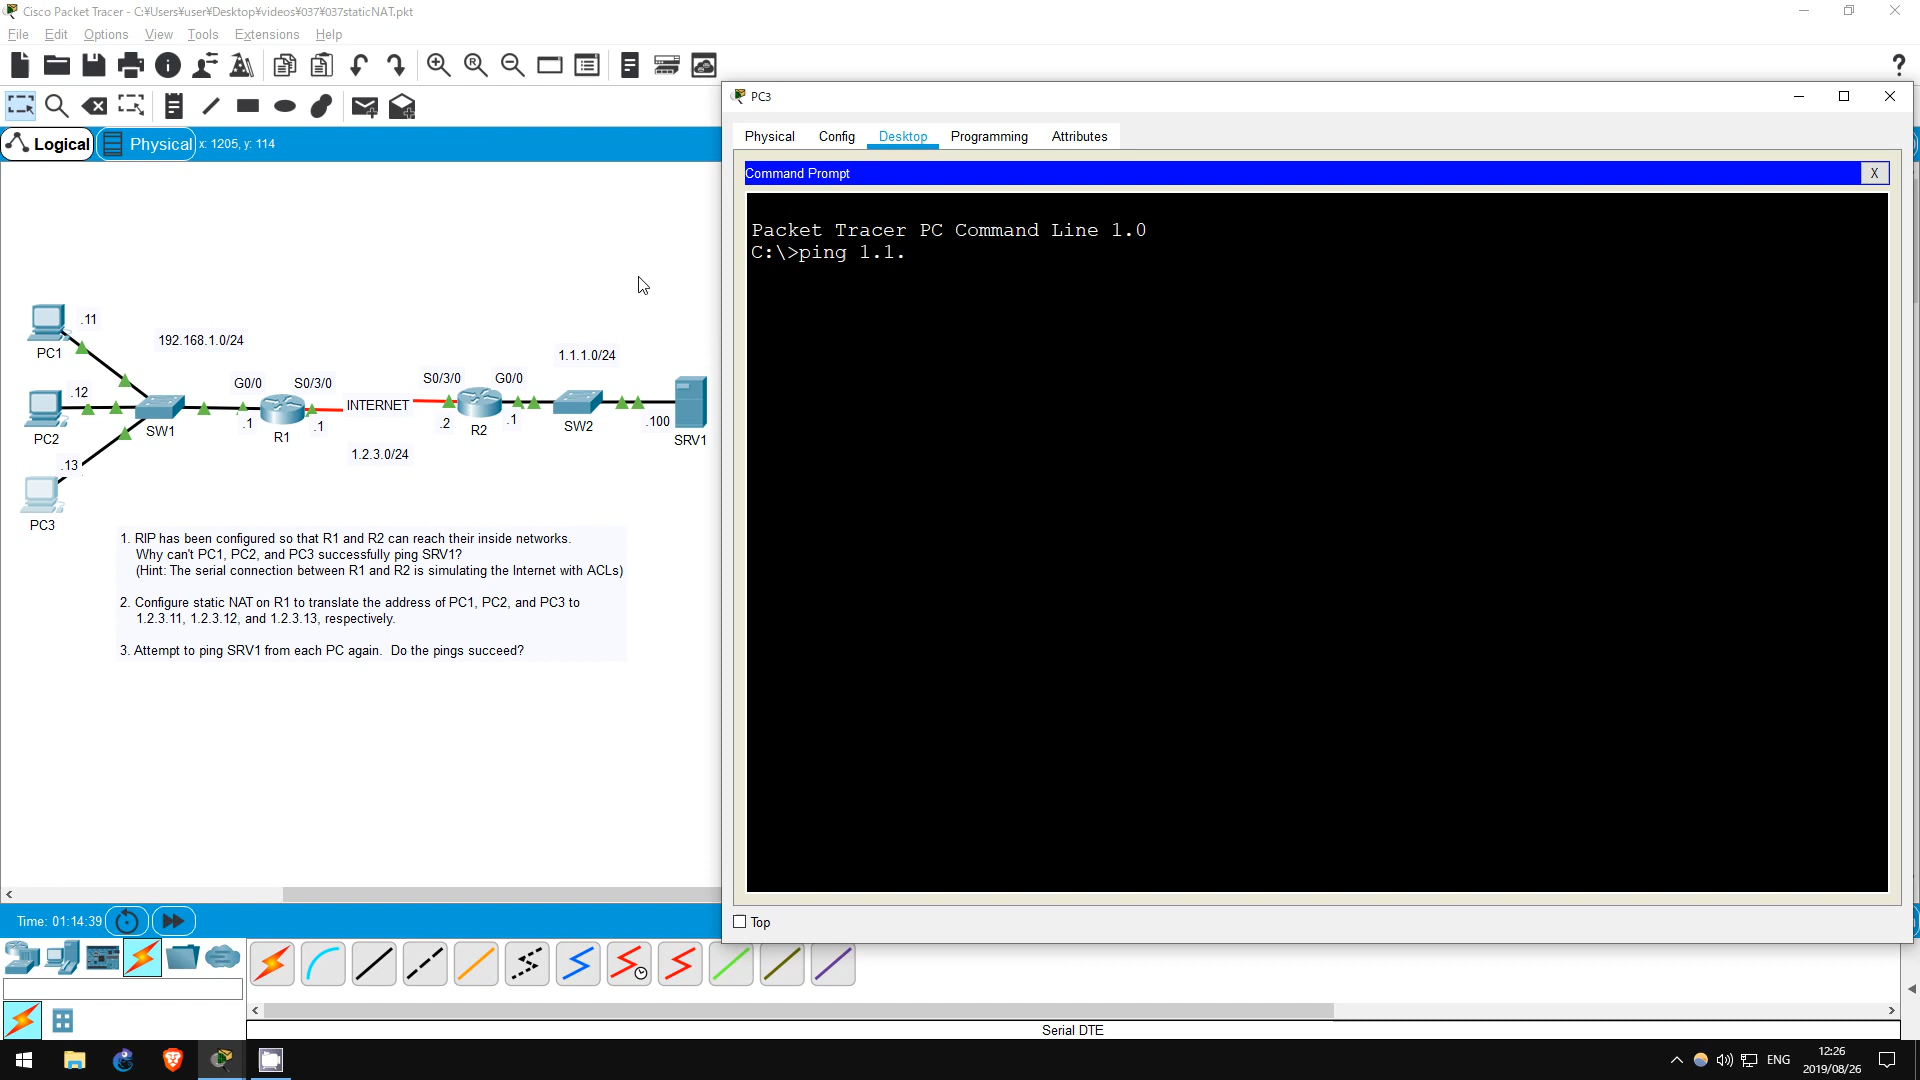 Cisco Packet Tracer - C:¥Users¥user¥Desktop¥videos¥037¥037staticNAT.pkt
File Edit Options View Tools Extensions Help
Logical Physical x: 1205, y: 114
PC3
Physical Config Desktop Programming Attributes
Command Prompt X
Packet Tracer PC Command Line 1.0
C:\>ping 1.1.
.11
PC1
192.168.1.0/24
1.1.1.0/24
.12
G0/0 S0/3/0
S0/3/0 G0/0
INTERNET
PC2
SW1
.1
R1
.1
.2
R2
.1
SW2
.100
SRV1
1.2.3.0/24
.13
PC3
1. RIP has been configured so that R1 and R2 can reach their inside networks.
Why can't PC1, PC2, and PC3 successfully ping SRV1?
(Hint: The serial connection between R1 and R2 is simulating the Internet with ACLs)
2. Configure static NAT on R1 to translate the address of PC1, PC2, and PC3 to
1.2.3.11, 1.2.3.12, and 1.2.3.13, respectively.
3. Attempt to ping SRV1 from each PC again. Do the pings succeed?
Time: 01:14:39
Top
Serial DTE
ENG
12:26
2019/08/26